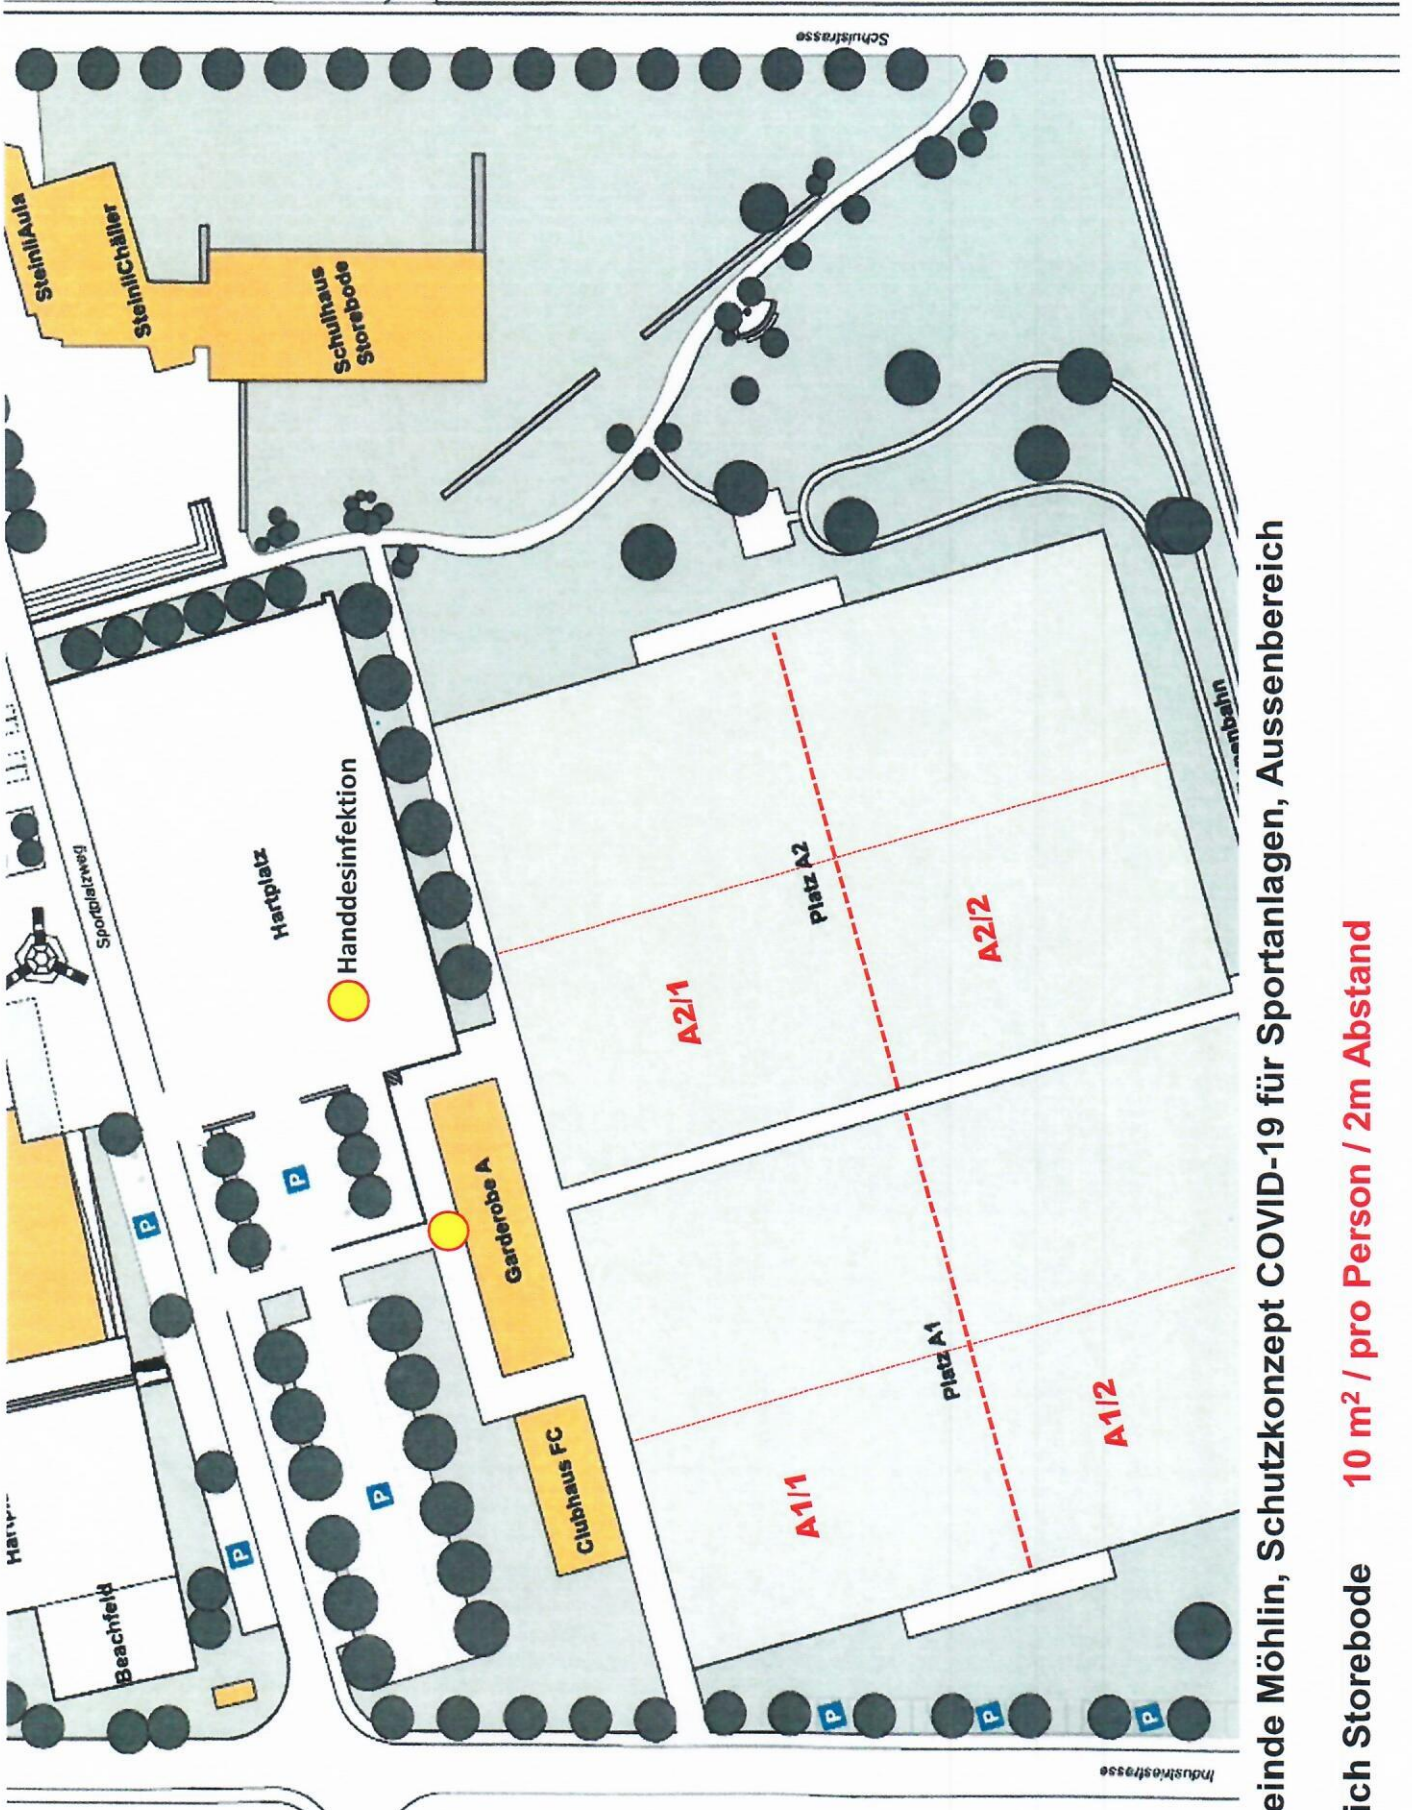 Schulstrasse
SteinliAula
SteinliChäller
Schulhaus
Storebode
Sportplatzweg
Hartplatz
Handdesinfektion
Platz A2
A2/1
A2/2
P
P
Garderobe A
Platz A1
A1/1
A1/2
Clubhaus FC
P
P
Beachfeld
P
P
P
Industriestrasse
einde Möhlin, Schutzkonzept COVID-19 für Sportanlagen, Aussenbereich
ich Storebode 10 m² / pro Person / 2m Abstand